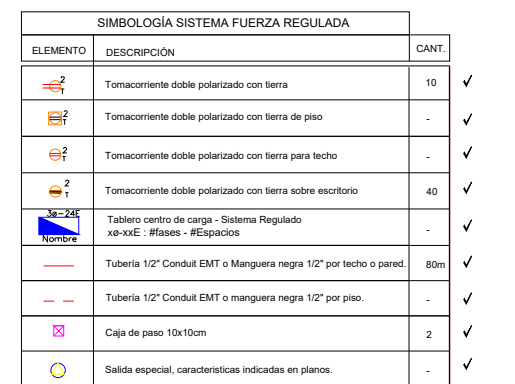 SIMBOLOGÍA SISTEMA FUERZA REGULADA
ELEMENTO DESCRIPCIÓN CANT.
2 T Tomacorriente doble polarizado con tierra 10
2 T Tomacorriente doble polarizado con tierra de piso -
2 T Tomacorriente doble polarizado con tierra para techo -
2 T Tomacorriente doble polarizado con tierra sobre escritorio 40
3ø-24E Tablero centro de carga - Sistema Regulado
Nombre xø-xxE : #fases - #Espacios -
Tubería 1/2" Conduit EMT o Manguera negra 1/2" por techo o pared. 80m
Tubería 1/2" Conduit EMT o manguera negra 1/2" por piso. -
Caja de paso 10x10cm 2
Salida especial, caracteristicas indicadas en planos. -